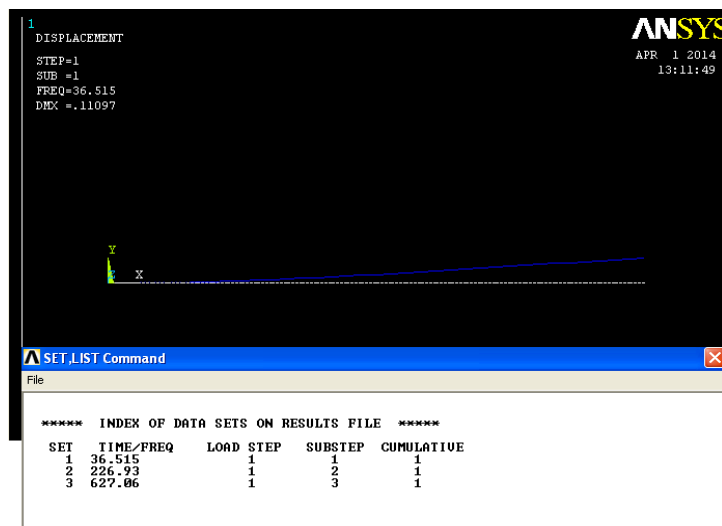 1
DISPLACEMENT
STEP=1
SUB =1
FREQ=36.515
DMX =.11097
ANSYS
APR 1 2014
13:11:49
Y
X
SET,LIST Command
File
***** INDEX OF DATA SETS ON RESULTS FILE *****
SET TIME/FREQ LOAD STEP SUBSTEP CUMULATIVE
1 36.515 1 1 1
2 226.93 1 2 1
3 627.06 1 3 1